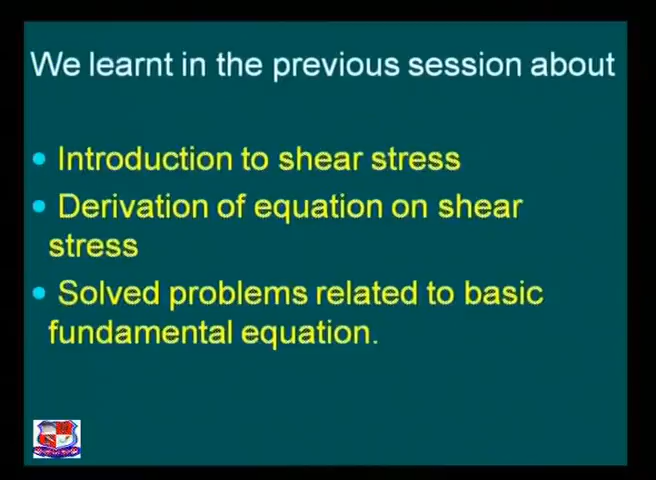 We learnt in the previous session about
• Introduction to shear stress
• Derivation of equation on shear
stress
• Solved problems related to basic
fundamental equation.